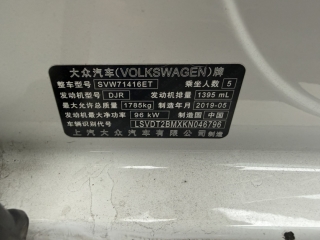 大众汽车(VOLKSWAGEN)牌
整车型号 SVW71416ET 乘坐人数 5
发动机型号 DJR 发动机排量 1395 mL
最大允许总质量 1785kg 制造年月 2019-05
发动机最大净功率 96 kW 制造国 中国
车辆识别代号 LSVDT2BMXKN046796
上汽大众汽车有限公司 制造